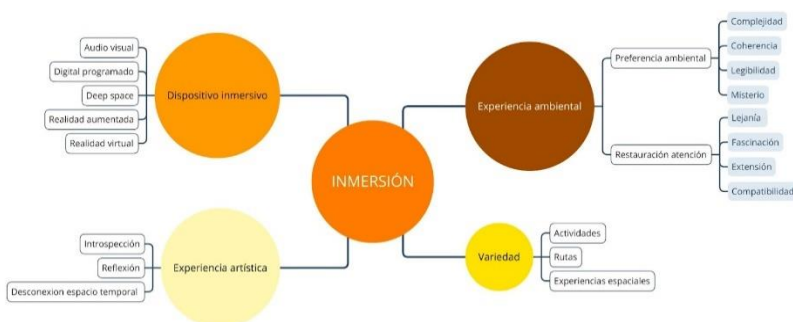 Audio visual
Digital programado
Deep space
Realidad aumentada
Realidad virtual
Dispositivo inmersivo
Introspección
Reflexión
Desconexion espacio temporal
Experiencia artística
INMERSIÓN
Experiencia ambiental
Preferencia ambiental
Complejidad
Coherencia
Legibilidad
Misterio
Restauración atención
Lejanía
Fascinación
Extensión
Compatibilidad
Variedad
Actividades
Rutas
Experiencias espaciales